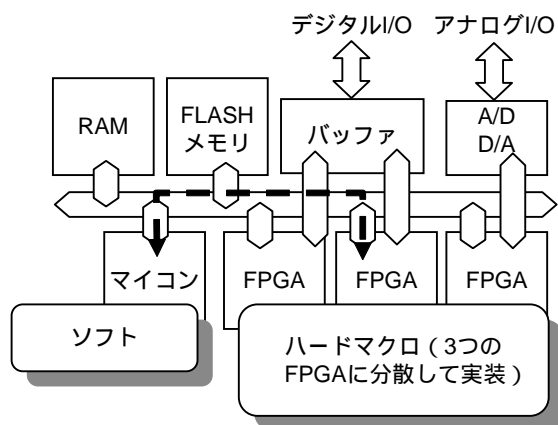 デジタルI/O
アナログI/O
RAM
FLASH
メモリ
バッファ
A/D
D/A
マイコン
FPGA
FPGA
FPGA
ソフト
ハードマクロ（3つの
FPGAに分散して実装）